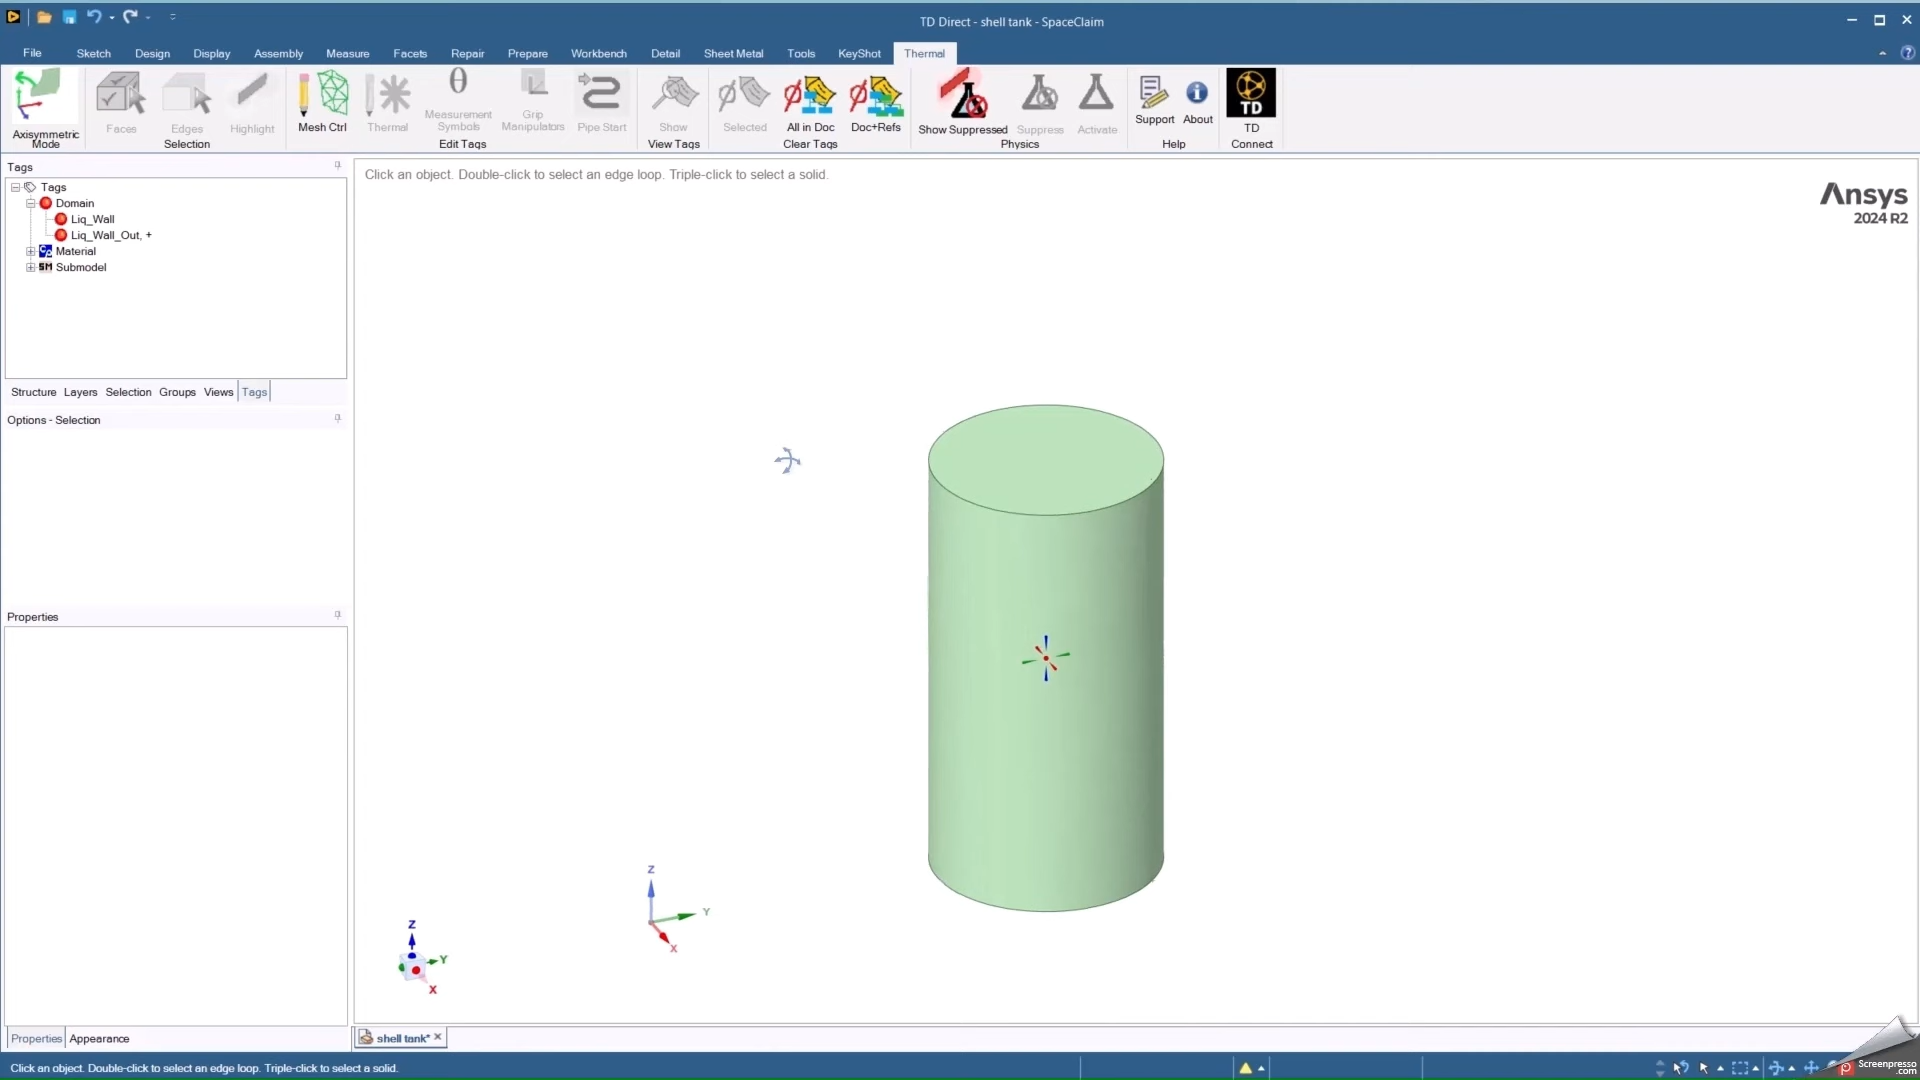 TD Direct - shell tank - SpaceClaim
File Sketch Design Display Assembly Measure Facets Repair Prepare Workbench Detail Sheet Metal Tools KeyShot Thermal
Axisymmetric Mode
Faces Edges Highlight
Selection
Mesh Ctrl Thermal Measurement Symbols Grip Manipulators Pipe Start
Edit Tags
Show
View Tags
Selected All in Doc Doc+Refs
Clear Tags
Show Suppressed Suppress Activate
Physics
Support About
Help
TD
TD Connect
Tags
Tags
Domain
Liq_Wall
Liq_Wall_Out, +
Material
SM Submodel
Structure Layers Selection Groups Views Tags
Options - Selection
Properties
Properties Appearance
Click an object. Double-click to select an edge loop. Triple-click to select a solid.
Ansys
2024 R2
Z
Y
X
Z
Y
X
shell tank*
Click an object. Double-click to select an edge loop. Triple-click to select a solid.
Screenpresso
.com